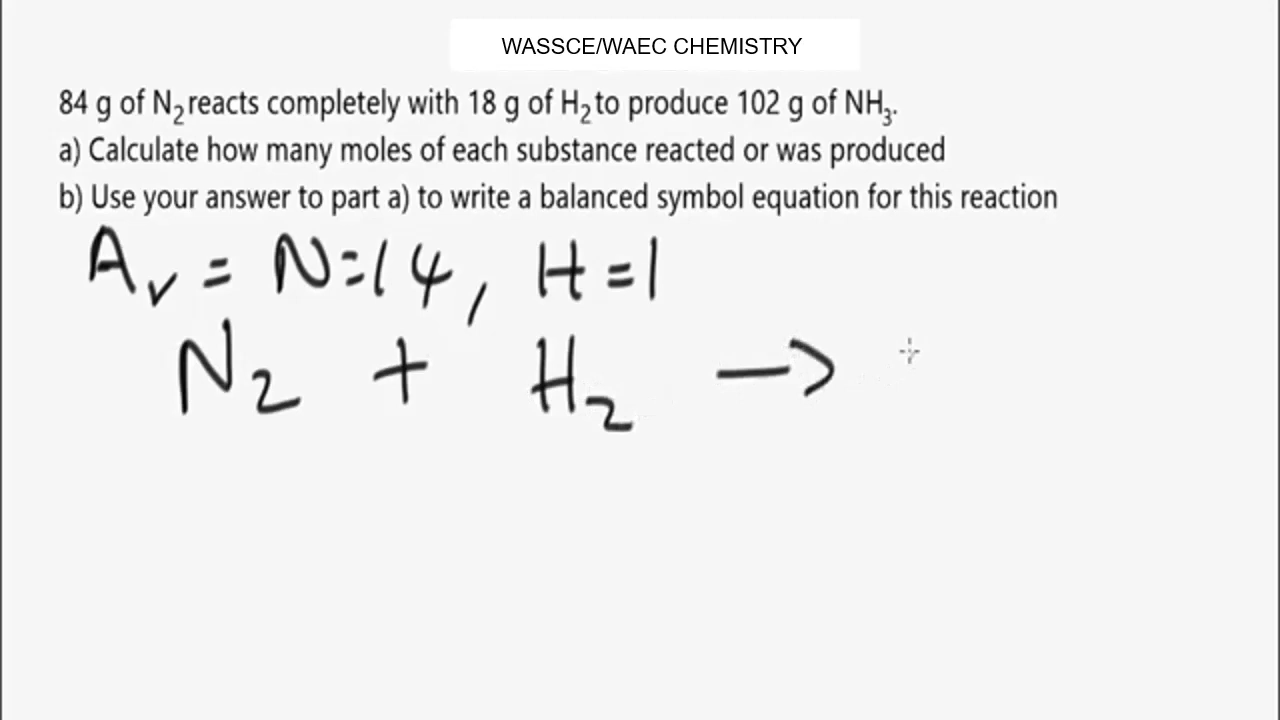 WASSCE/WAEC CHEMISTRY
84 g of N₂ reacts completely with 18 g of H₂ to produce 102 g of NH₃.
a) Calculate how many moles of each substance reacted or was produced
b) Use your answer to part a) to write a balanced symbol equation for this reaction
Ar = N=14, H=1
N₂ + H₂ →